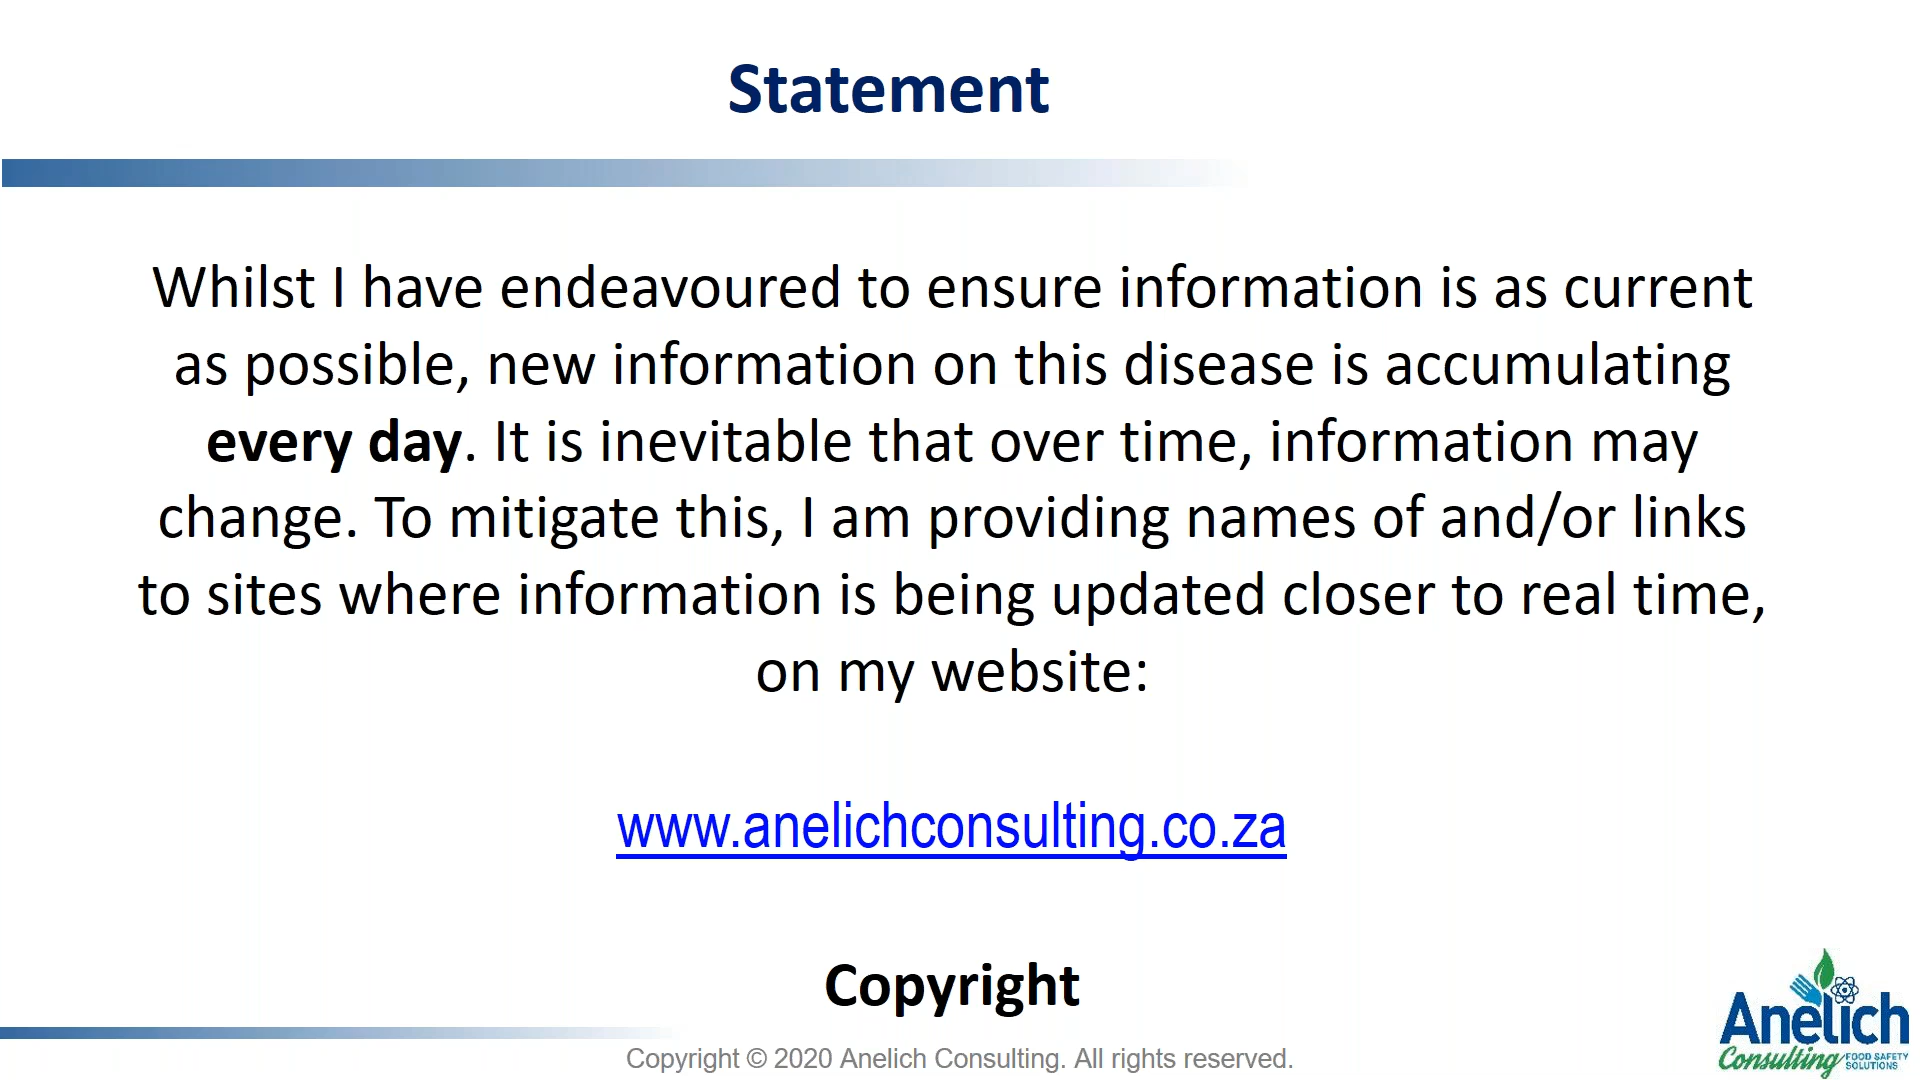 Statement
Whilst I have endeavoured to ensure information is as current
as possible, new information on this disease is accumulating
every day. It is inevitable that over time, information may
change. To mitigate this, I am providing names of and/or links
to sites where information is being updated closer to real time,
on my website:
www.anelichconsulting.co.za
Copyright
Copyright © 2020 Anelich Consulting. All rights reserved.
Anelich
Consulting FOOD SAFETY
SOLUTIONS